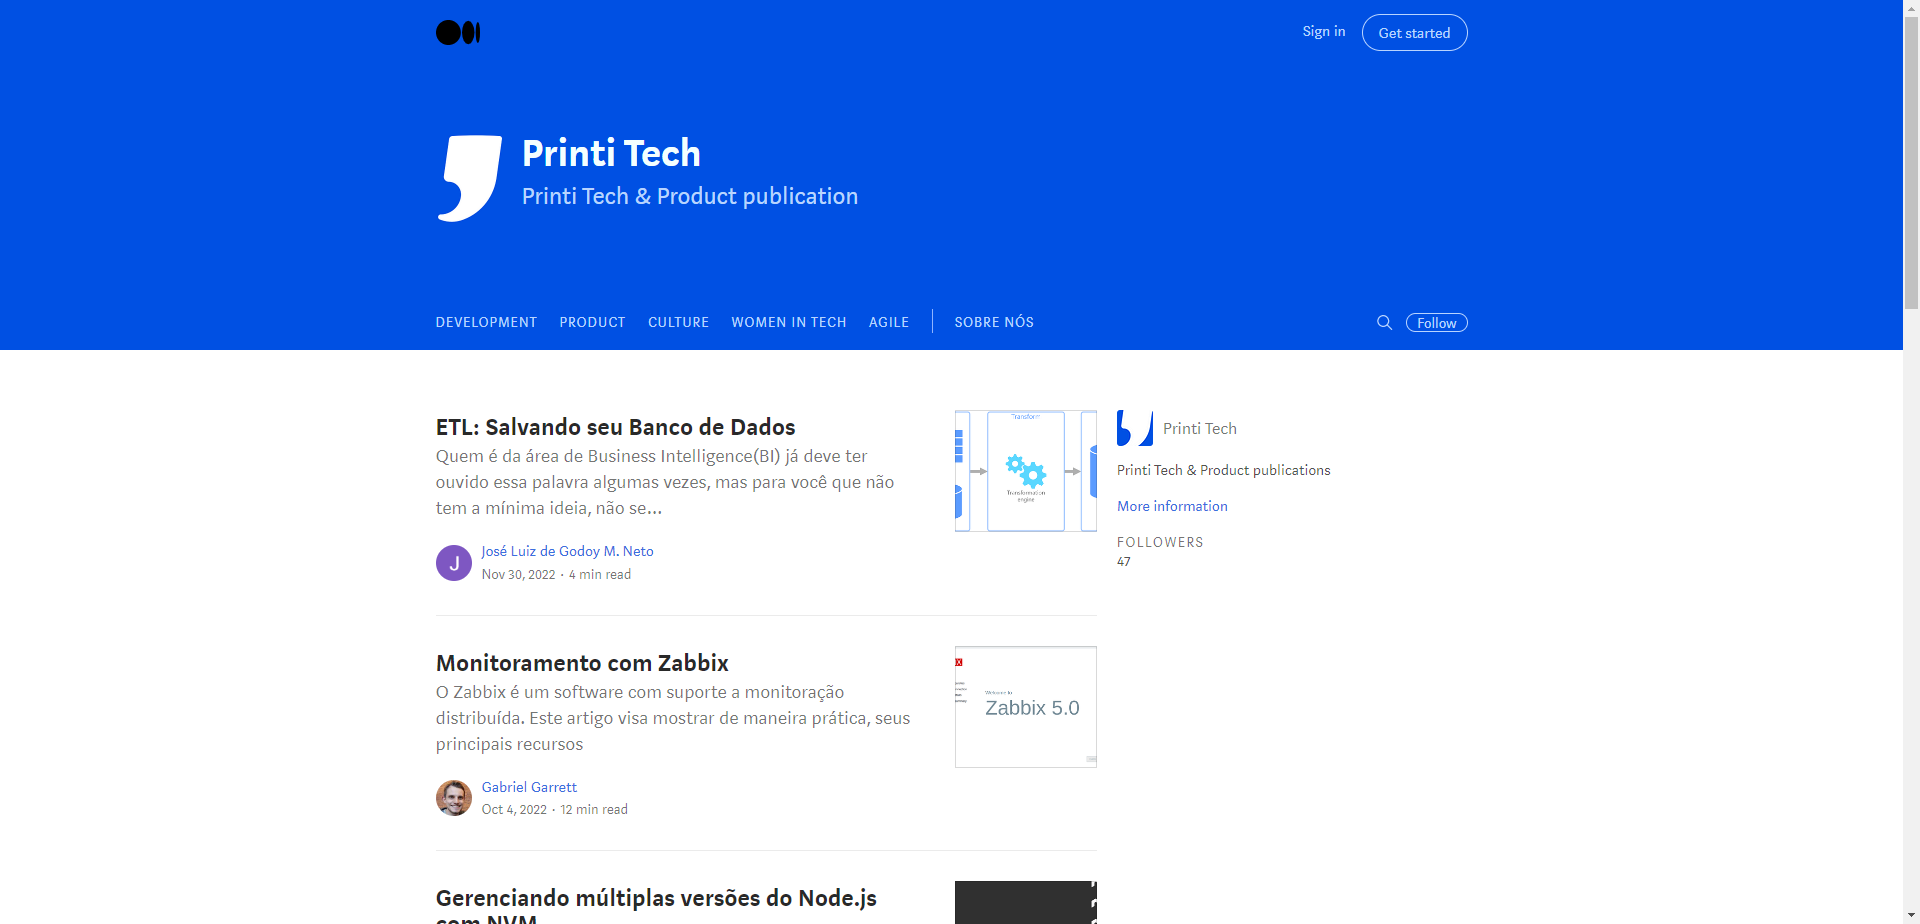 Sign in
Get started
Printi Tech
Printi Tech & Product publication
DEVELOPMENT PRODUCT CULTURE WOMEN IN TECH AGILE SOBRE NÓS
Follow
ETL: Salvando seu Banco de Dados
Quem é da área de Business Intelligence(BI) já deve ter
ouvido essa palavra algumas vezes, mas para você que não
tem a mínima ideia, não se…
José Luiz de Godoy M. Neto
Nov 30, 2022 · 4 min read
J
Transform
Transformation
engine
Printi Tech
Printi Tech & Product publications
More information
FOLLOWERS
47
Monitoramento com Zabbix
O Zabbix é um software com suporte a monitoração
distribuída. Este artigo visa mostrar de maneira prática, seus
principais recursos
Gabriel Garrett
Oct 4, 2022 · 12 min read
Welcome to
Zabbix 5.0
Gerenciando múltiplas versões do Node.js
com NVM